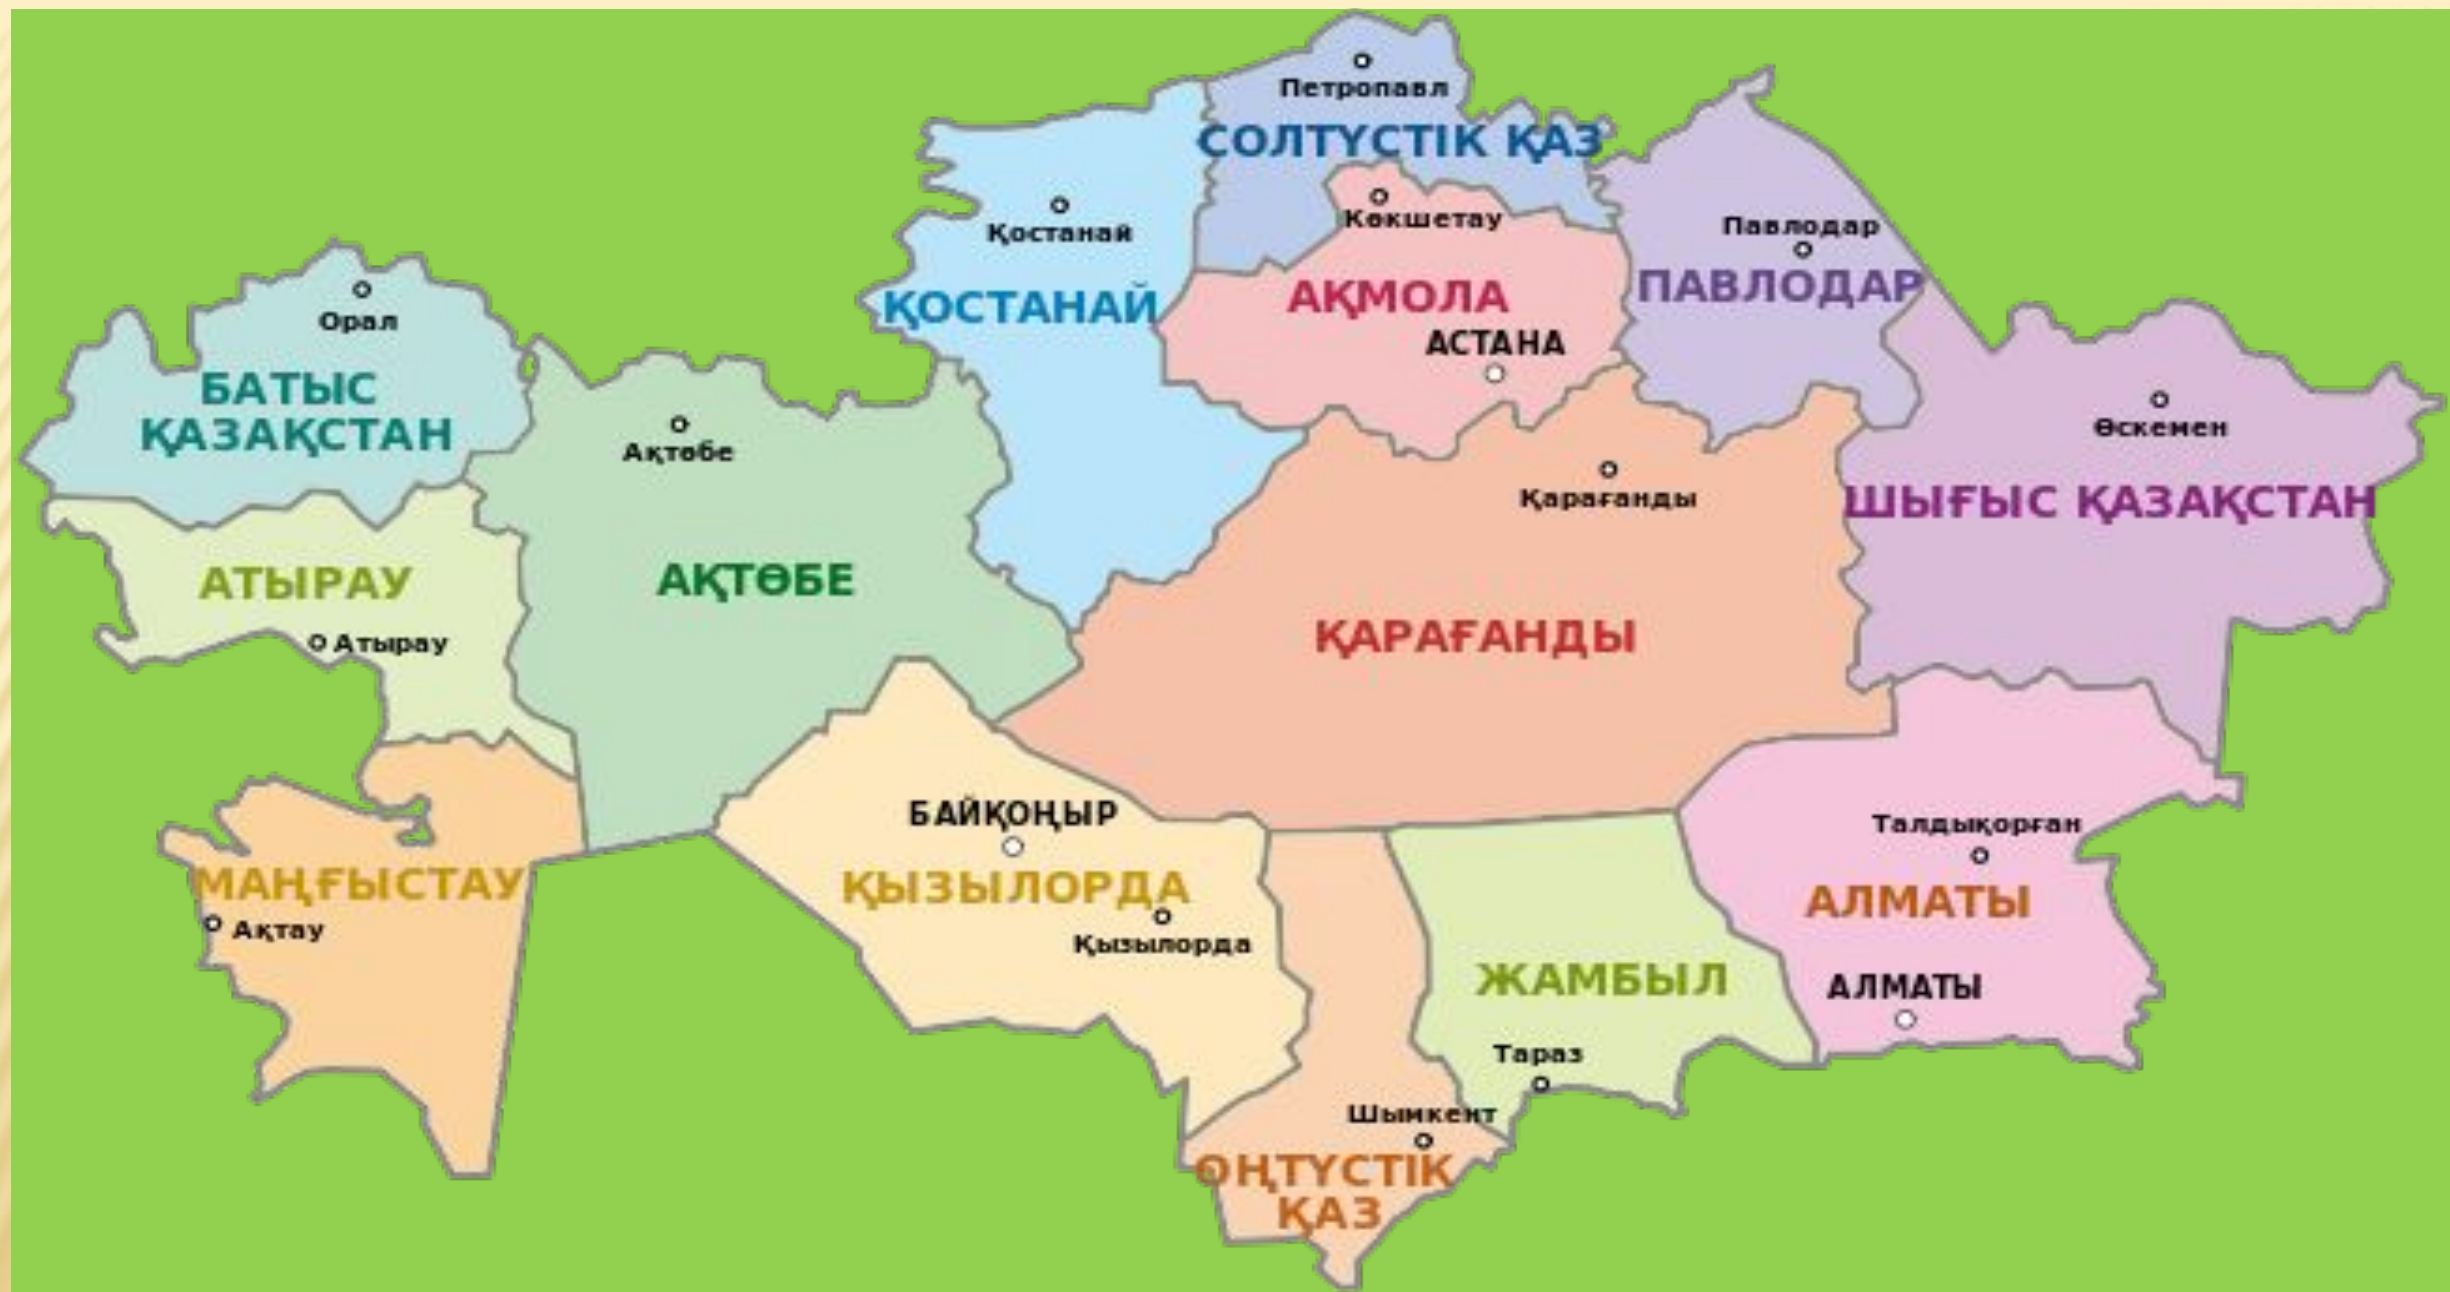 Петропавл
СОЛТҮСТІК ҚАЗ
Көкшетау
Қостанай
Павлодар
ПАВЛОДАР
АҚМОЛА
ҚОСТАНАЙ
АСТАНА
Орал
БАТЫС
ҚАЗАҚСТАН
Ақтөбе
Өскемен
Қарағанды
ШЫҒЫС ҚАЗАҚСТАН
АТЫРАУ
АҚТӨБЕ
Атырау
ҚАРАҒАНДЫ
БАЙҚОҢЫР
Талдықорған
МАҢҒЫСТАУ
ҚЫЗЫЛОРДА
АЛМАТЫ
Ақтау
Қызылорда
ЖАМБЫЛ
АЛМАТЫ
Тараз
Шымкент
ОҢТҮСТІК
ҚАЗ